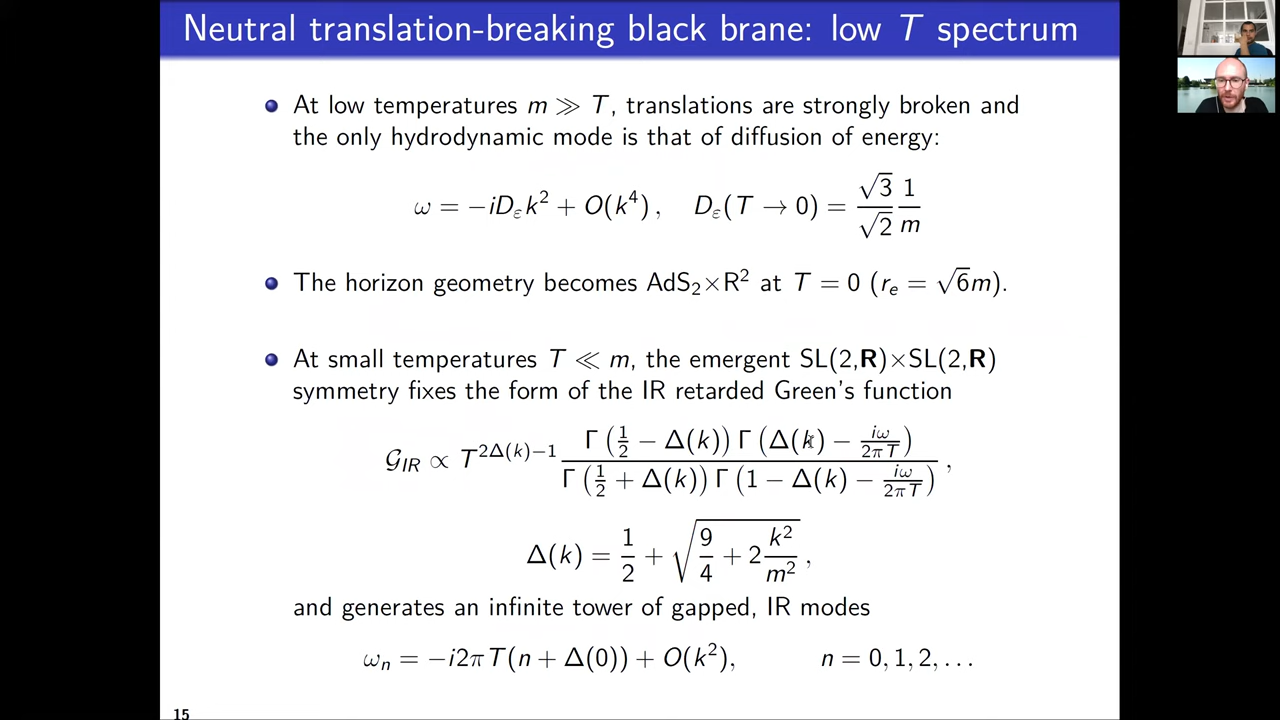 Neutral translation-breaking black brane: low T spectrum
At low temperatures m ≫ T, translations are strongly broken and
the only hydrodynamic mode is that of diffusion of energy:
ω = −iD_ε k² + O(k⁴) ,   D_ε(T → 0) = √3/√2 1/m
The horizon geometry becomes AdS₂×R² at T = 0 (r_e = √6m).
At small temperatures T ≪ m, the emergent SL(2,R)×SL(2,R)
symmetry fixes the form of the IR retarded Green's function
𝒢_IR ∝ T^{2Δ(k)−1} Γ(1/2 − Δ(k)) Γ(Δ(k) − iω/2πT) / Γ(1/2 + Δ(k)) Γ(1 − Δ(k) − iω/2πT) ,
Δ(k) = 1/2 + √(9/4 + 2 k²/m²) ,
and generates an infinite tower of gapped, IR modes
ω_n = −i2πT(n + Δ(0)) + O(k²),   n = 0, 1, 2, . . .
15